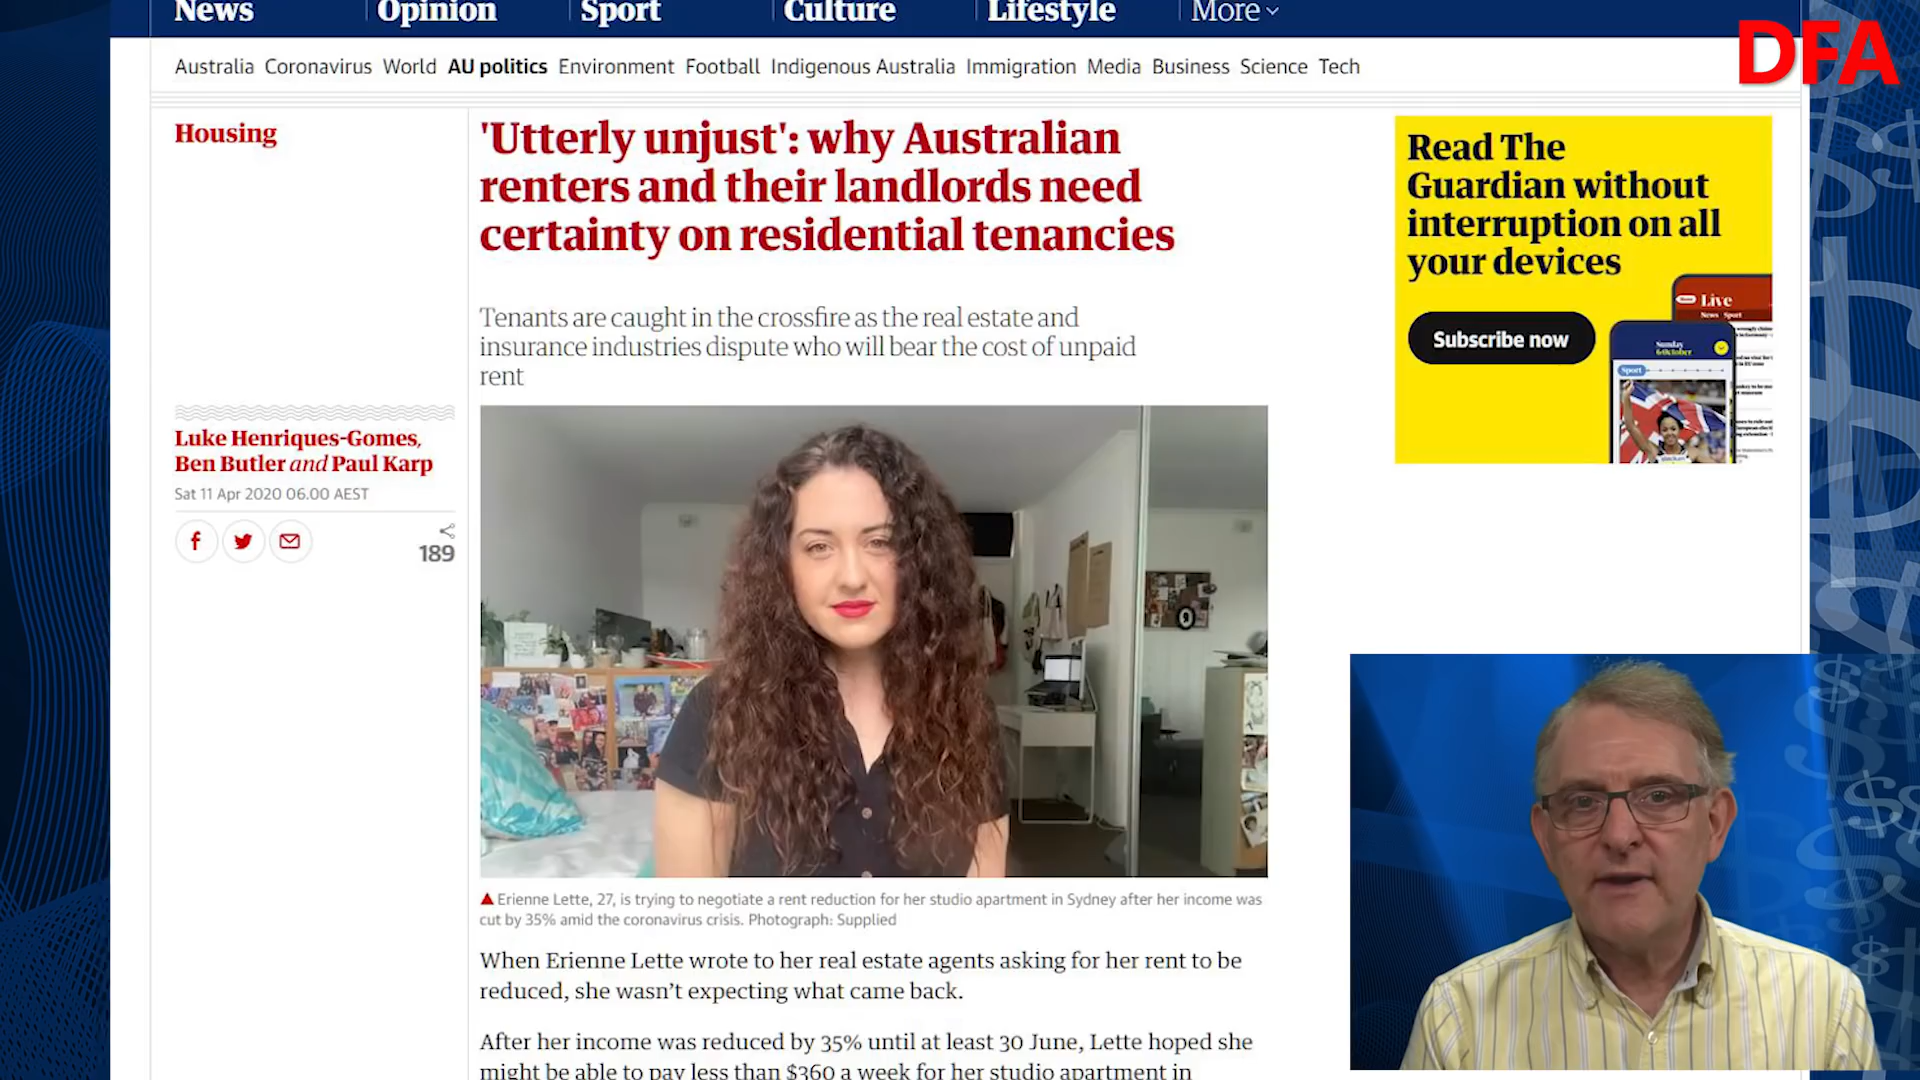 News
Opinion
Sport
Culture
Lifestyle
More
DFA
Australia Coronavirus World AU politics Environment Football Indigenous Australia Immigration Media Business Science Tech
Housing
'Utterly unjust': why Australian
renters and their landlords need
certainty on residential tenancies
Tenants are caught in the crossfire as the real estate and
insurance industries dispute who will bear the cost of unpaid
rent
Read The
Guardian without
interruption on all
your devices
Subscribe now
Live
News Sport
Sunday
6 October
Sport
Luke Henriques-Gomes,
Ben Butler and Paul Karp
Sat 11 Apr 2020 06.00 AEST
189
Erienne Lette, 27, is trying to negotiate a rent reduction for her studio apartment in Sydney after her income was
cut by 35% amid the coronavirus crisis. Photograph: Supplied
When Erienne Lette wrote to her real estate agents asking for her rent to be
reduced, she wasn't expecting what came back.
After her income was reduced by 35% until at least 30 June, Lette hoped she
might be able to pay less than $360 a week for her studio apartment in